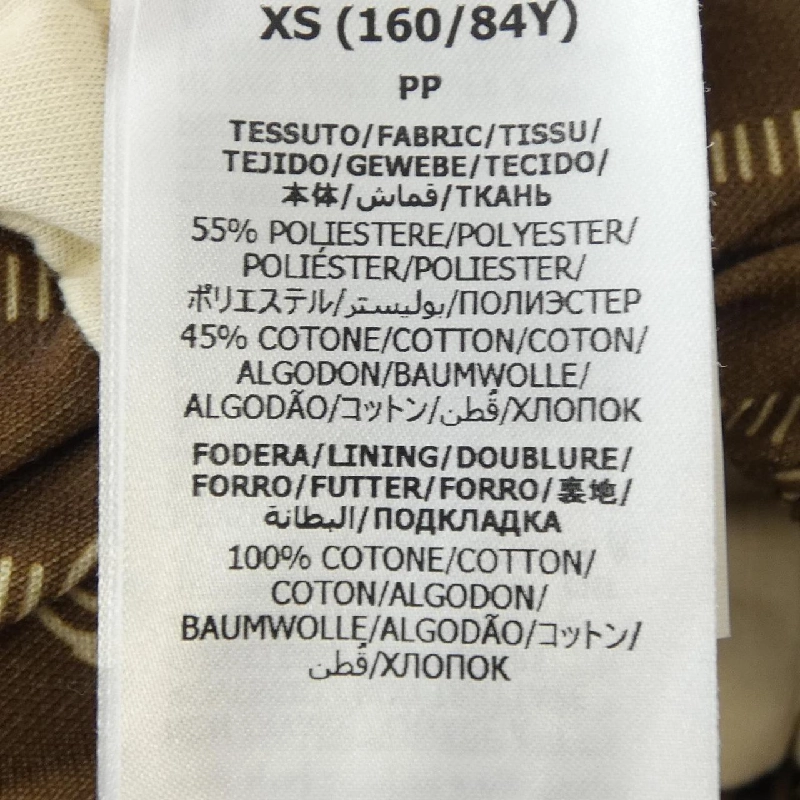 XS (160/84Y)
PP
TESSUTO/FABRIC/TISSU/
TEJIDO/GEWEBE/TECIDO/
本体/قماش/ТКАНЬ
55% POLIESTERE/POLYESTER/
POLIÉSTER/POLIESTER/
ポリエステル/بوليستر/ПОЛИЭСТЕР
45% COTONE/COTTON/COTON/
ALGODON/BAUMWOLLE/
ALGODÃO/コットン/قُطن/ХЛОПОК
FODERA/LINING/DOUBLURE/
FORRO/FUTTER/FORRO/裏地/
البطانة/ПОДКЛАДКА
100% COTONE/COTTON/
COTON/ALGODON/
BAUMWOLLE/ALGODÃO/コットン/
قُطن/ХЛОПОК